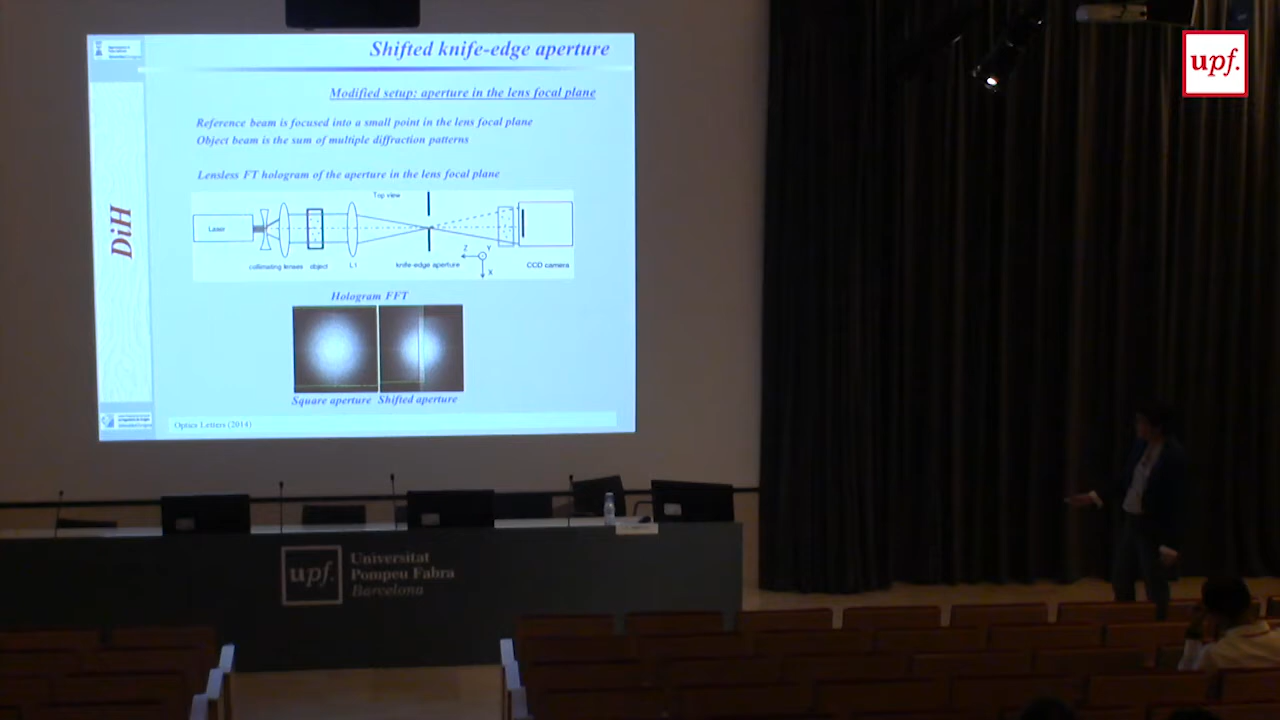 Shifted knife-edge aperture
Modified setup: aperture in the lens focal plane
Reference beam is focused into a small point in the lens focal plane
Object beam is the sum of multiple diffraction patterns
Lensless FT hologram of the aperture in the lens focal plane
Top view
Laser
Z
Y
X
collimating lenses
object
L1
knife-edge aperture
CCD camera
Hologram FFT
Square aperture
Shifted aperture
DiH
Optics Letters (2014)
upf.
upf.
Universitat
Pompeu Fabra
Barcelona